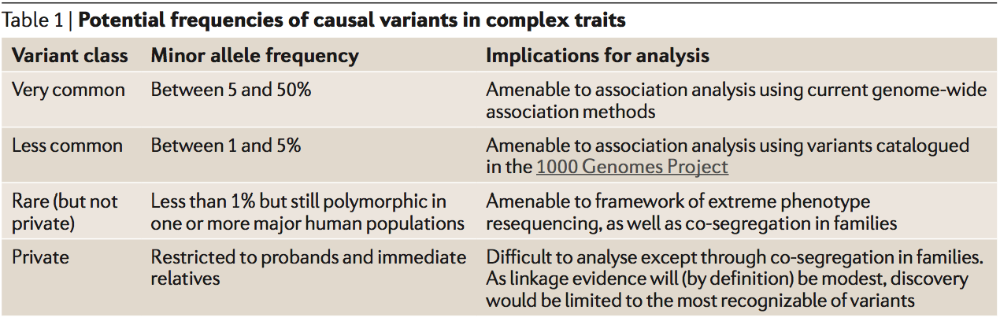 Table 1 | Potential frequencies of causal variants in complex traits
Variant class Minor allele frequency Implications for analysis
Very common Between 5 and 50% Amenable to association analysis using current genome-wide
association methods
Less common Between 1 and 5% Amenable to association analysis using variants catalogued
in the 1000 Genomes Project
Rare (but not Less than 1% but still polymorphic in Amenable to framework of extreme phenotype
private) one or more major human populations resequencing, as well as co-segregation in families
Private Restricted to probands and immediate Difficult to analyse except through co-segregation in families.
relatives As linkage evidence will (by definition) be modest, discovery
would be limited to the most recognizable of variants